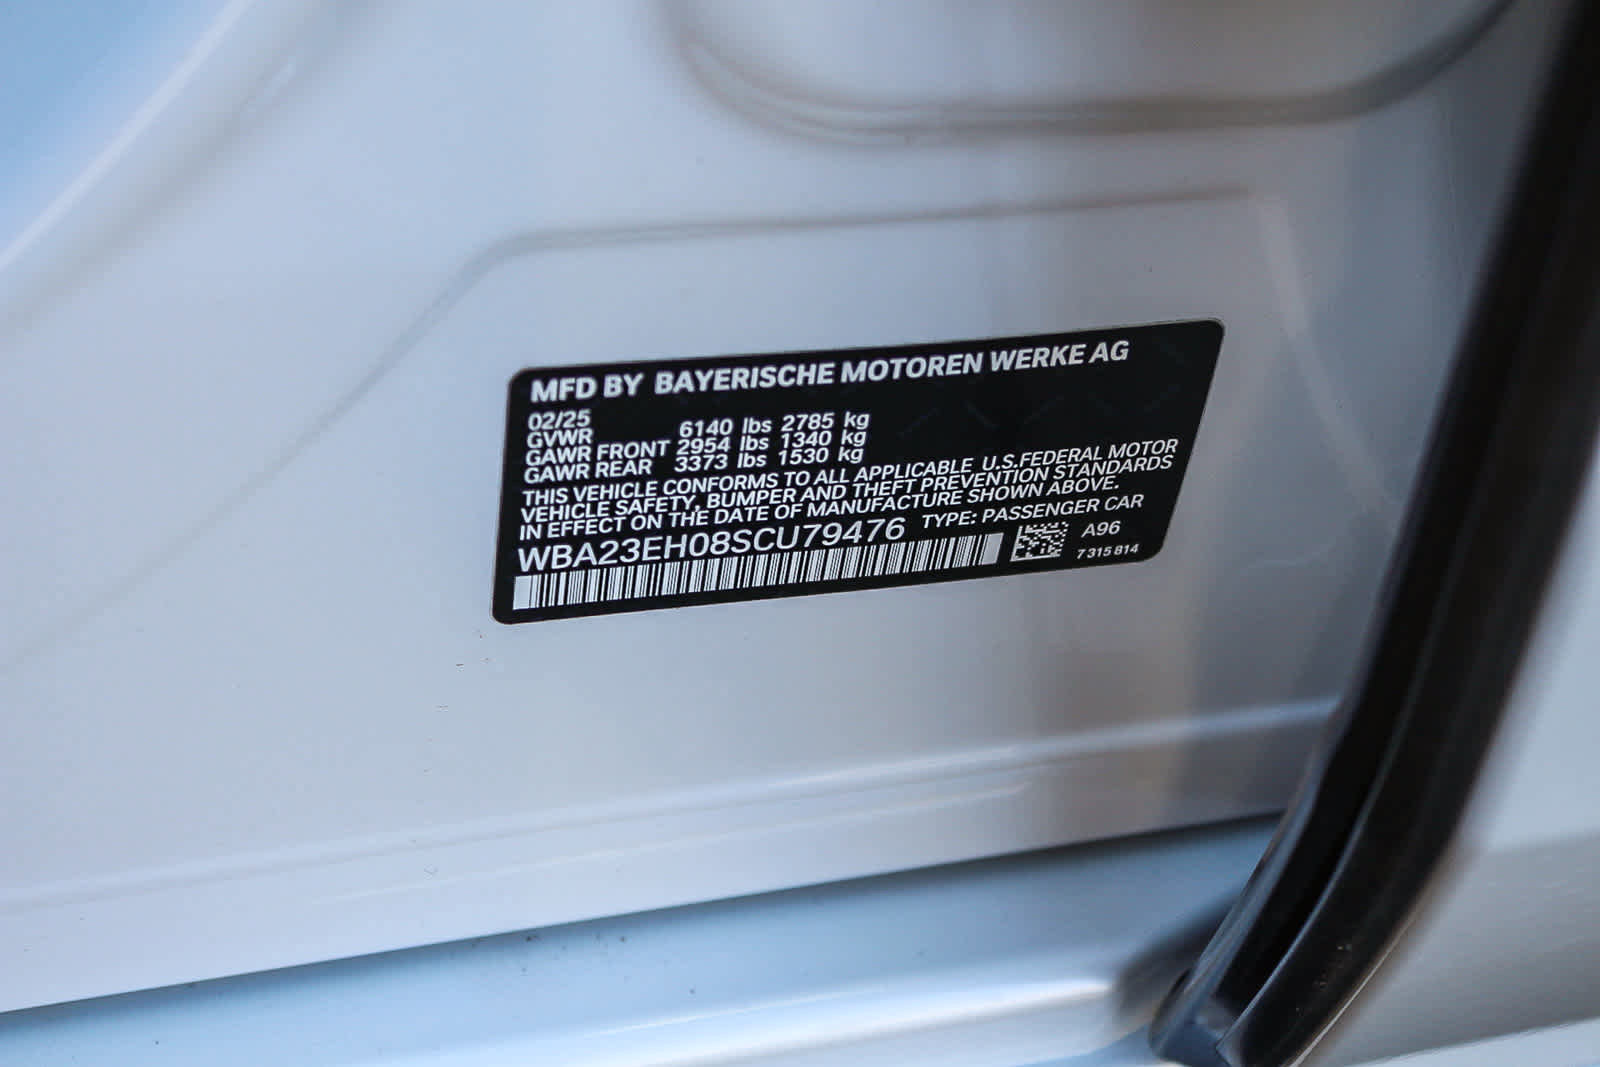 MFD BY BAYERISCHE MOTOREN WERKE AG
02/25
GVWR 6140 lbs 2785 kg
GAWR FRONT 2954 lbs 1340 kg
GAWR REAR 3373 lbs 1530 kg
THIS VEHICLE CONFORMS TO ALL APPLICABLE U.S.FEDERAL MOTOR
VEHICLE SAFETY, BUMPER AND THEFT PREVENTION STANDARDS
IN EFFECT ON THE DATE OF MANUFACTURE SHOWN ABOVE.
WBA23EH08SCU79476 TYPE: PASSENGER CAR
A96
7 315 814